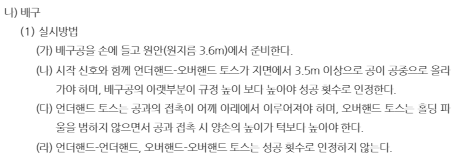 나) 배구
(1) 실시방법
(가) 배구공을 손에 들고 원안(원지름 3.6m)에서 준비한다.
(나) 시작 신호와 함께 언더핸드-오버핸드 토스가 지면에서 3.5m 이상으로 공이 공중으로 올라
가야 하며, 배구공의 아랫부분이 규정 높이 보다 높아야 성공 횟수로 인정한다.
(다) 언더핸드 토스는 공과의 접촉이 어깨 아래에서 이루어져야 하며, 오버핸드 토스는 홀딩 파
울을 범하지 않으면서 공과 접촉 시 양손의 높이가 턱보다 높아야 한다.
(리) 언더핸드-언더핸드, 오버핸드-오버핸드 토스는 성공 횟수로 인정하지 않는다.